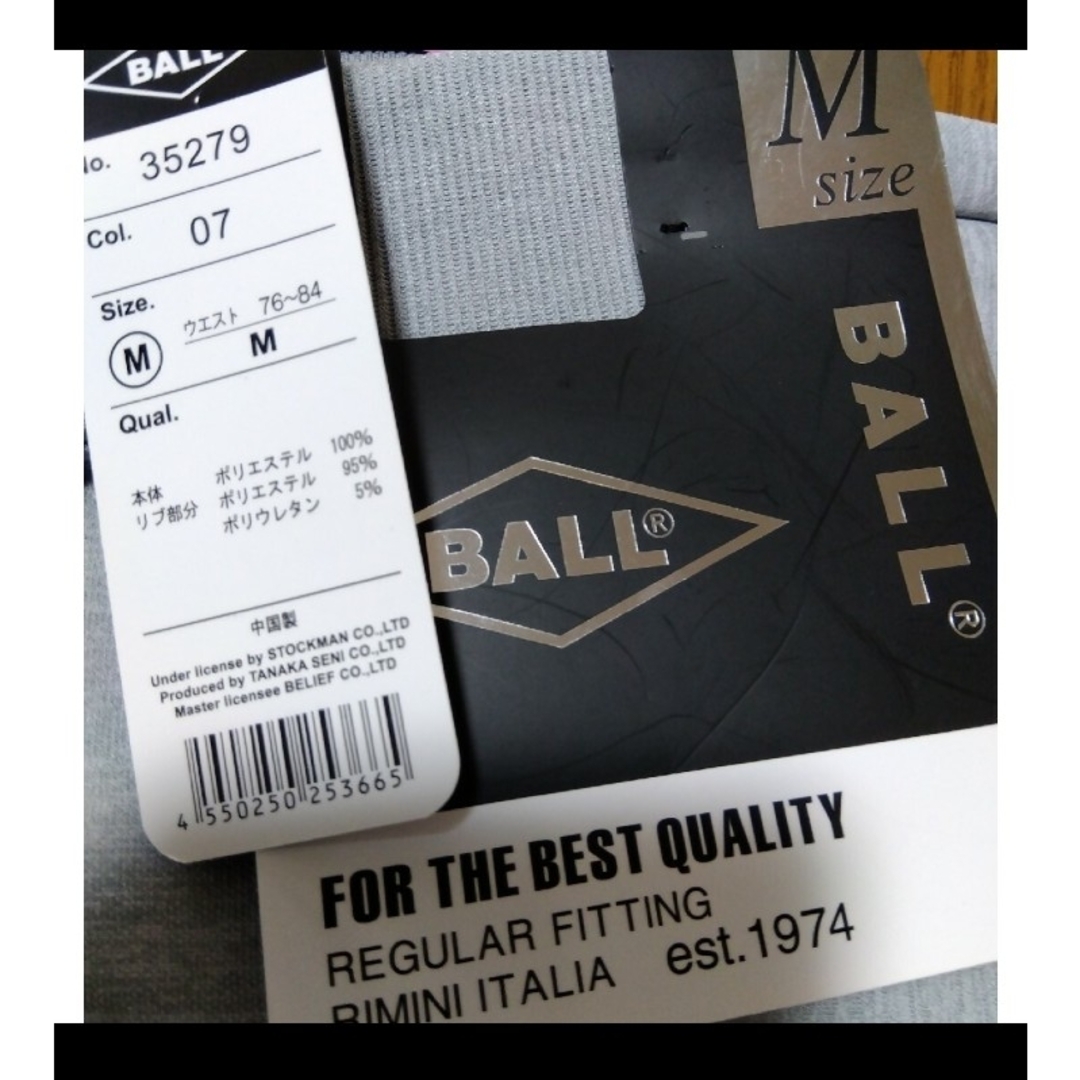 BALL
No. 35279
Col. 07
Size.
M ウエスト 76~84
M
Qual.
本体 ポリエステル 100%
リブ部分 ポリエステル 95%
ポリウレタン 5%
中国製
Under license by STOCKMAN CO.,LTD
Produced by TANAKA SENI CO.,LTD
Master licensee BELIEF CO.,LTD
4 550250 253665
M
size
BALL®
BALL®
FOR THE BEST QUALITY
REGULAR FITTING
RIMINI ITALIA est.1974